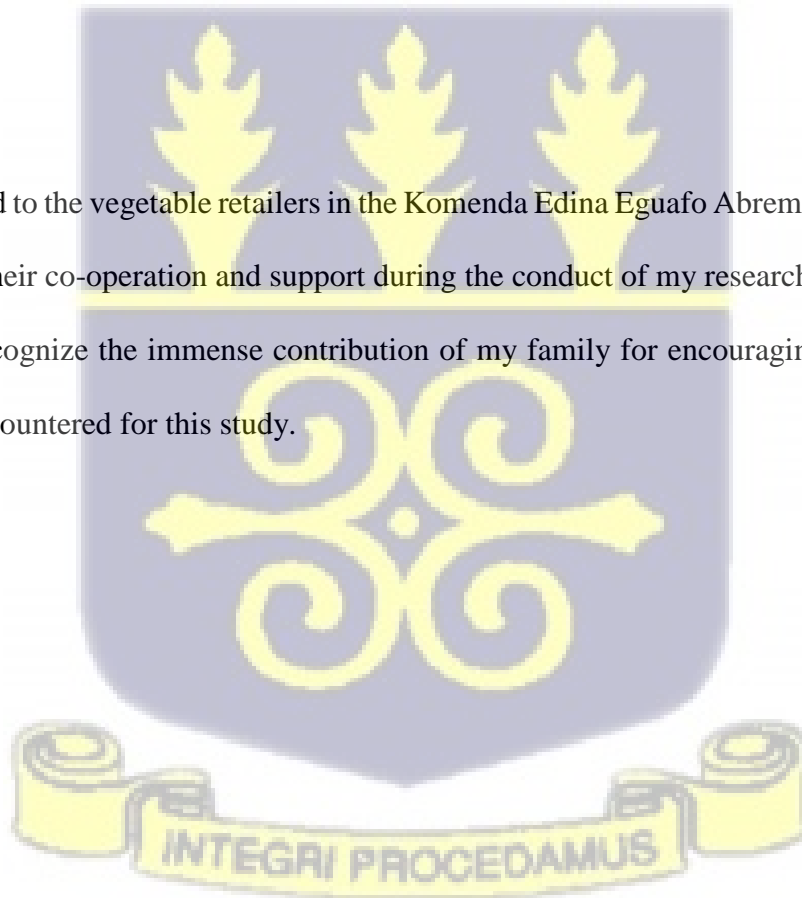 d to the vegetable retailers in the Komenda Edina Eguafo Abrem
heir co-operation and support during the conduct of my research
cognize the immense contribution of my family for encouragin
countered for this study.
INTEGRI PROCEDAMUS